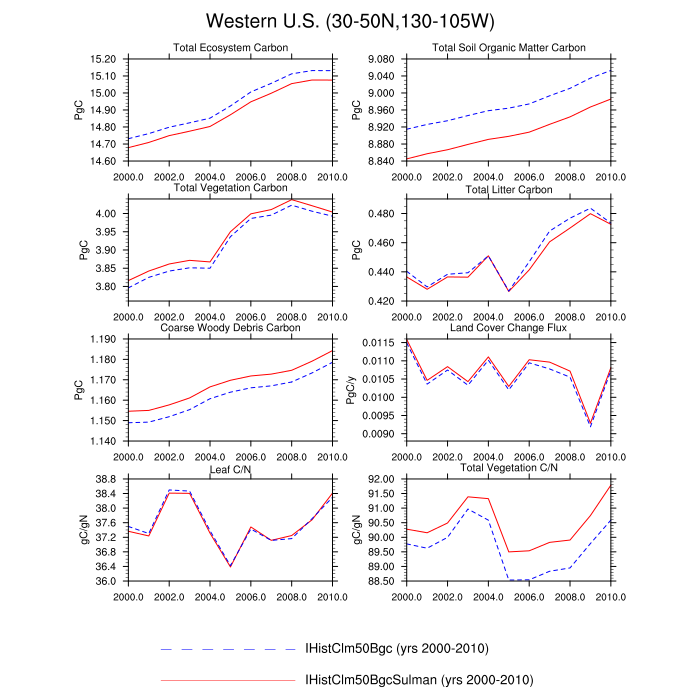 Western U.S. (30-50N,130-105W)
Total Ecosystem Carbon
PgC
15.20
15.10
15.00
14.90
14.80
14.70
14.60
2000.0 2002.0 2004.0 2006.0 2008.0 2010.0
Total Soil Organic Matter Carbon
PgC
9.080
9.040
9.000
8.960
8.920
8.880
8.840
2000.0 2002.0 2004.0 2006.0 2008.0 2010.0
Total Vegetation Carbon
PgC
4.00
3.95
3.90
3.85
3.80
2000.0 2002.0 2004.0 2006.0 2008.0 2010.0
Total Litter Carbon
PgC
0.480
0.460
0.440
0.420
2000.0 2002.0 2004.0 2006.0 2008.0 2010.0
Coarse Woody Debris Carbon
PgC
1.190
1.180
1.170
1.160
1.150
1.140
2000.0 2002.0 2004.0 2006.0 2008.0 2010.0
Land Cover Change Flux
PgC/y
0.0115
0.0110
0.0105
0.0100
0.0095
0.0090
2000.0 2002.0 2004.0 2006.0 2008.0 2010.0
Leaf C/N
gC/gN
38.8
38.4
38.0
37.6
37.2
36.8
36.4
36.0
2000.0 2002.0 2004.0 2006.0 2008.0 2010.0
Total Vegetation C/N
gC/gN
92.00
91.50
91.00
90.50
90.00
89.50
89.00
88.50
2000.0 2002.0 2004.0 2006.0 2008.0 2010.0
IHistClm50Bgc (yrs 2000-2010)
IHistClm50BgcSulman (yrs 2000-2010)